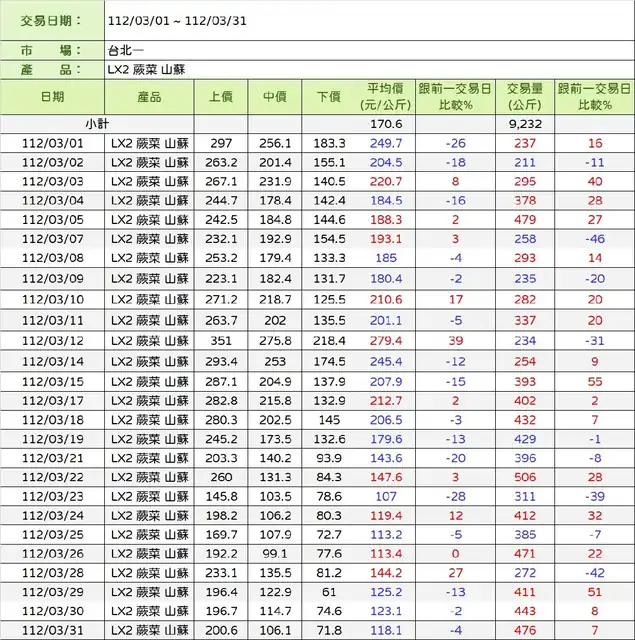 交易日期： 112/03/01 ~ 112/03/31
市 場： 台北一
產 品： LX2 蕨菜 山蘇
日期 產品 上價 中價 下價 平均價 (元/公斤) 跟前一交易日 比較% 交易量 (公斤) 跟前一交易日 比較%
小計 170.6 9,232
112/03/01 LX2 蕨菜 山蘇 297 256.1 183.3 249.7 -26 237 16
112/03/02 LX2 蕨菜 山蘇 263.2 201.4 155.1 204.5 -18 211 -11
112/03/03 LX2 蕨菜 山蘇 267.1 231.9 140.5 220.7 8 295 40
112/03/04 LX2 蕨菜 山蘇 244.7 178.4 142.4 184.5 -16 378 28
112/03/05 LX2 蕨菜 山蘇 242.5 184.8 144.6 188.3 2 479 27
112/03/07 LX2 蕨菜 山蘇 232.1 192.9 154.5 193.1 3 258 -46
112/03/08 LX2 蕨菜 山蘇 253.2 179.4 133.3 185 -4 293 14
112/03/09 LX2 蕨菜 山蘇 223.1 182.4 131.7 180.4 -2 235 -20
112/03/10 LX2 蕨菜 山蘇 271.2 218.7 125.5 210.6 17 282 20
112/03/11 LX2 蕨菜 山蘇 263.7 202 135.5 201.1 -5 337 20
112/03/12 LX2 蕨菜 山蘇 351 275.8 218.4 279.4 39 234 -31
112/03/14 LX2 蕨菜 山蘇 293.4 253 174.5 245.4 -12 254 9
112/03/15 LX2 蕨菜 山蘇 287.1 204.9 137.9 207.9 -15 393 55
112/03/17 LX2 蕨菜 山蘇 282.8 215.8 132.9 212.7 2 402 2
112/03/18 LX2 蕨菜 山蘇 280.3 202.5 145 206.5 -3 432 7
112/03/19 LX2 蕨菜 山蘇 245.2 173.5 132.6 179.6 -13 429 -1
112/03/21 LX2 蕨菜 山蘇 203.3 140.2 93.9 143.6 -20 396 -8
112/03/22 LX2 蕨菜 山蘇 260 131.3 84.3 147.6 3 506 28
112/03/23 LX2 蕨菜 山蘇 145.8 103.5 78.6 107 -28 311 -39
112/03/24 LX2 蕨菜 山蘇 198.2 106.2 80.3 119.4 12 412 32
112/03/25 LX2 蕨菜 山蘇 169.7 107.9 72.7 113.2 -5 385 -7
112/03/26 LX2 蕨菜 山蘇 192.2 99.1 77.6 113.4 0 471 22
112/03/28 LX2 蕨菜 山蘇 233.1 135.5 81.2 144.2 27 272 -42
112/03/29 LX2 蕨菜 山蘇 196.4 122.9 61 125.2 -13 411 51
112/03/30 LX2 蕨菜 山蘇 196.7 114.7 74.6 123.1 -2 443 8
112/03/31 LX2 蕨菜 山蘇 200.6 106.1 71.8 118.1 -4 476 7